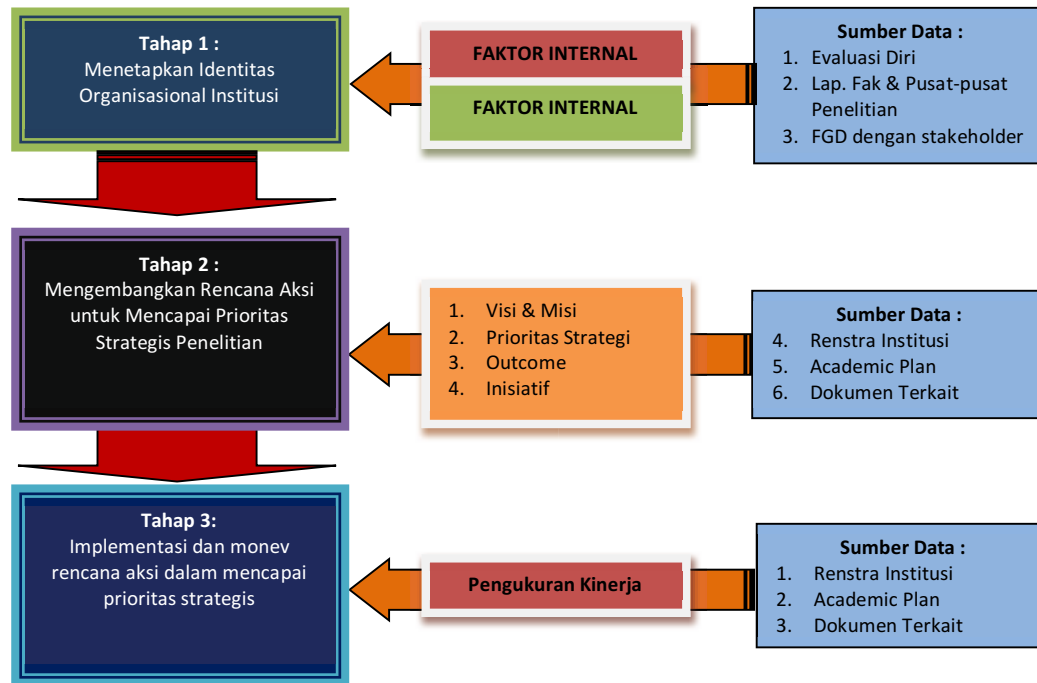 Tahap 1 :
Menetapkan Identitas
Organisasional Institusi
FAKTOR INTERNAL
FAKTOR INTERNAL
Sumber Data :
1. Evaluasi Diri
2. Lap. Fak & Pusat-pusat
Penelitian
3. FGD dengan stakeholder
Tahap 2 :
Mengembangkan Rencana Aksi
untuk Mencapai Prioritas
Strategis Penelitian
1. Visi & Misi
2. Prioritas Strategi
3. Outcome
4. Inisiatif
Sumber Data :
4. Renstra Institusi
5. Academic Plan
6. Dokumen Terkait
Tahap 3:
Implementasi dan monev
rencana aksi dalam mencapai
prioritas strategis
Pengukuran Kinerja
Sumber Data :
1. Renstra Institusi
2. Academic Plan
3. Dokumen Terkait